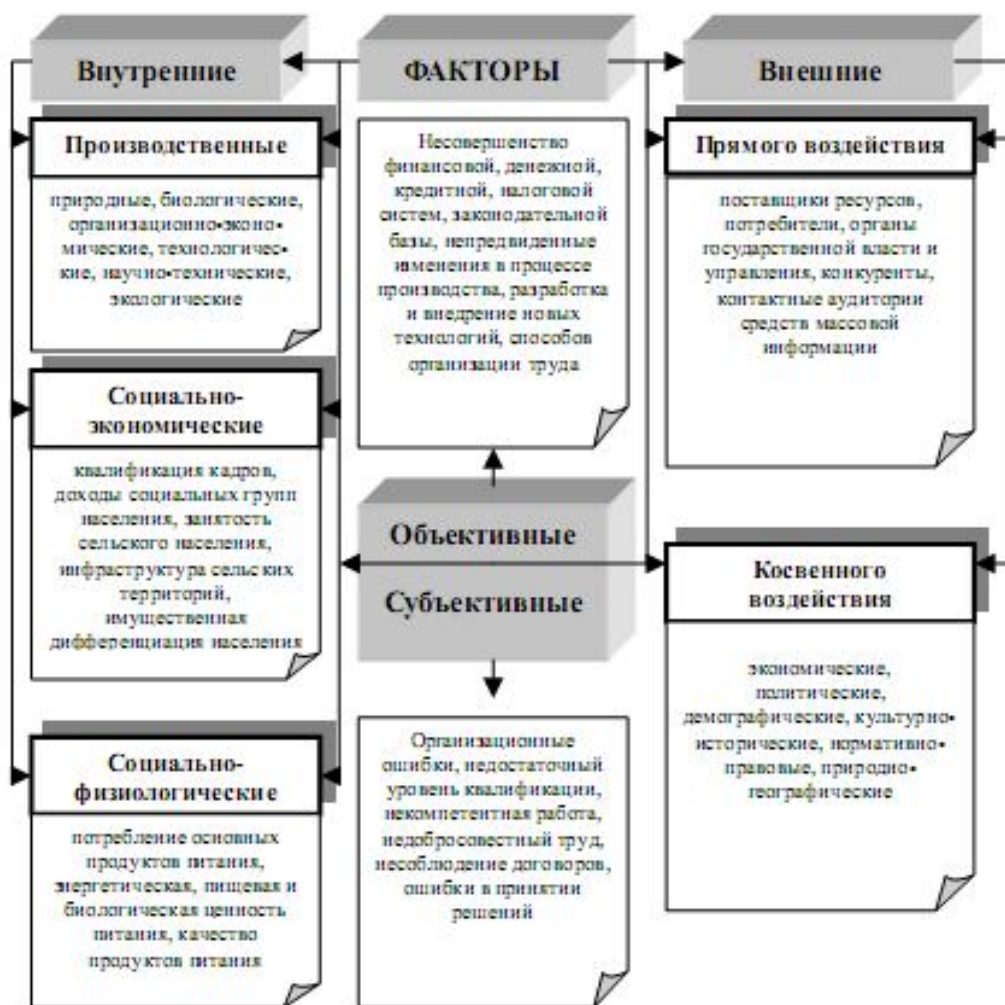 Внутренние
Производственные
природные, биологические,
организационно-эконо-
мические, технологичес-
кие, научно-технические,
экологические
Социально-
экономические
квалификация кадров,
доходы социальных групп
населения, занятость
сельского населения,
инфраструктура сельских
территорий,
имущественная
дифференциация населения
Социально-
физиологические
потребление основных
продуктов питания,
энергетическая, пищевая и
биологическая ценность
питания, качество
продуктов питания
ФАКТОРЫ
Несовершенство
финансовой, денежной,
кредитной, налоговой
систем, законодательной
базы, непредвиденные
изменения в процессе
производства, разработка
и внедрение новых
технологий, способов
организации труда
Объективные
Субъективные
Организационные
ошибки, недостаточный
уровень квалификации,
некомпетентная работа,
недобросовестный труд,
несоблюдение договоров,
ошибки в принятии
решений
Внешние
Прямого воздействия
поставщики ресурсов,
потребители, органы
государственной власти и
управления, конкуренты,
контактные аудитории
средств массовой
информации
Косвенного
воздействия
экономические,
политические,
демографические, культурно-
исторические, нормативно-
правовые, природно-
географические